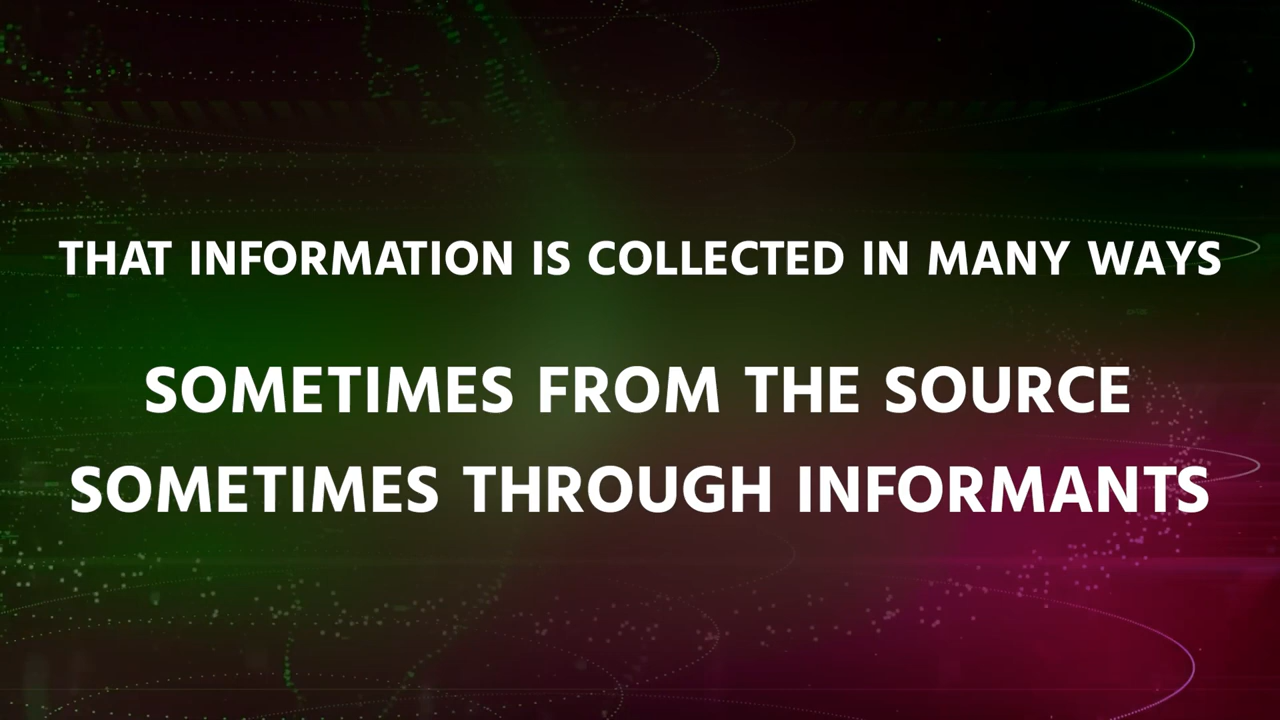 THAT INFORMATION IS COLLECTED IN MANY WAYS
SOMETIMES FROM THE SOURCE
SOMETIMES THROUGH INFORMANTS